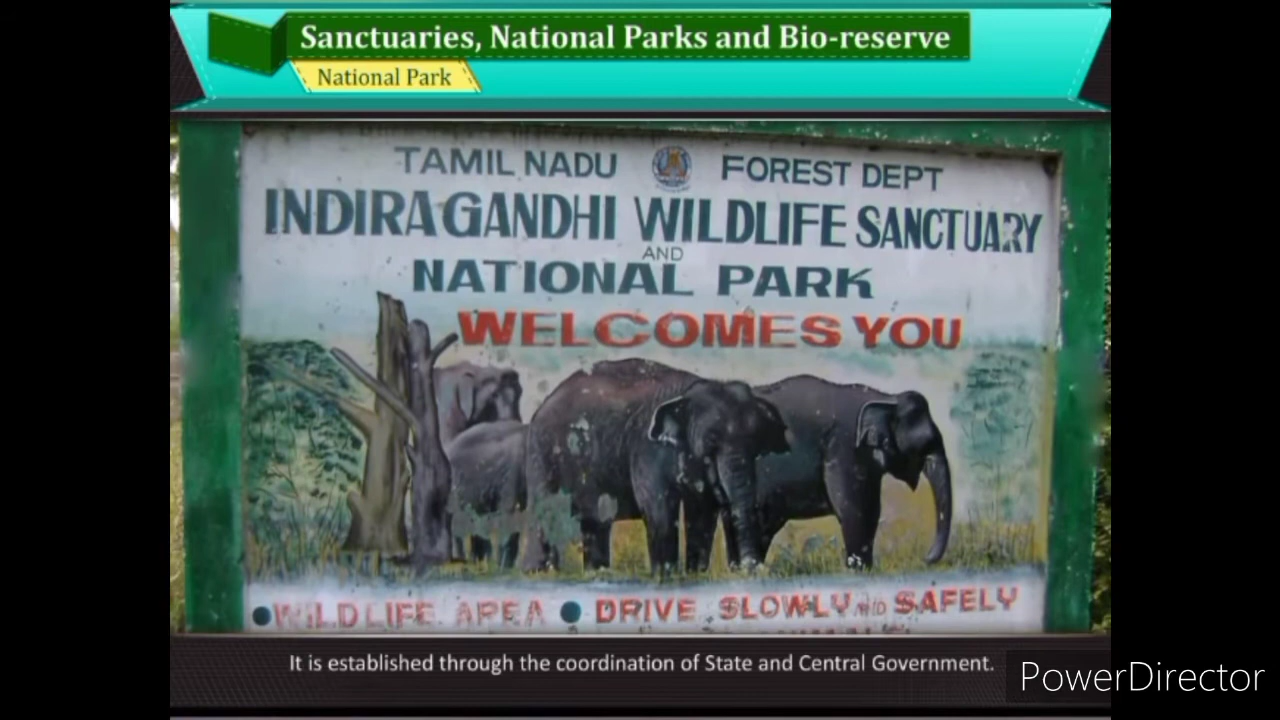 Sanctuaries, National Parks and Bio-reserve
National Park
TAMIL NADU FOREST DEPT
INDIRA GANDHI WILDLIFE SANCTUARY
AND
NATIONAL PARK
WELCOMES YOU
●WILDLIFE AREA ● DRIVE SLOWLY AND SAFELY
It is established through the coordination of State and Central Government.
PowerDirector